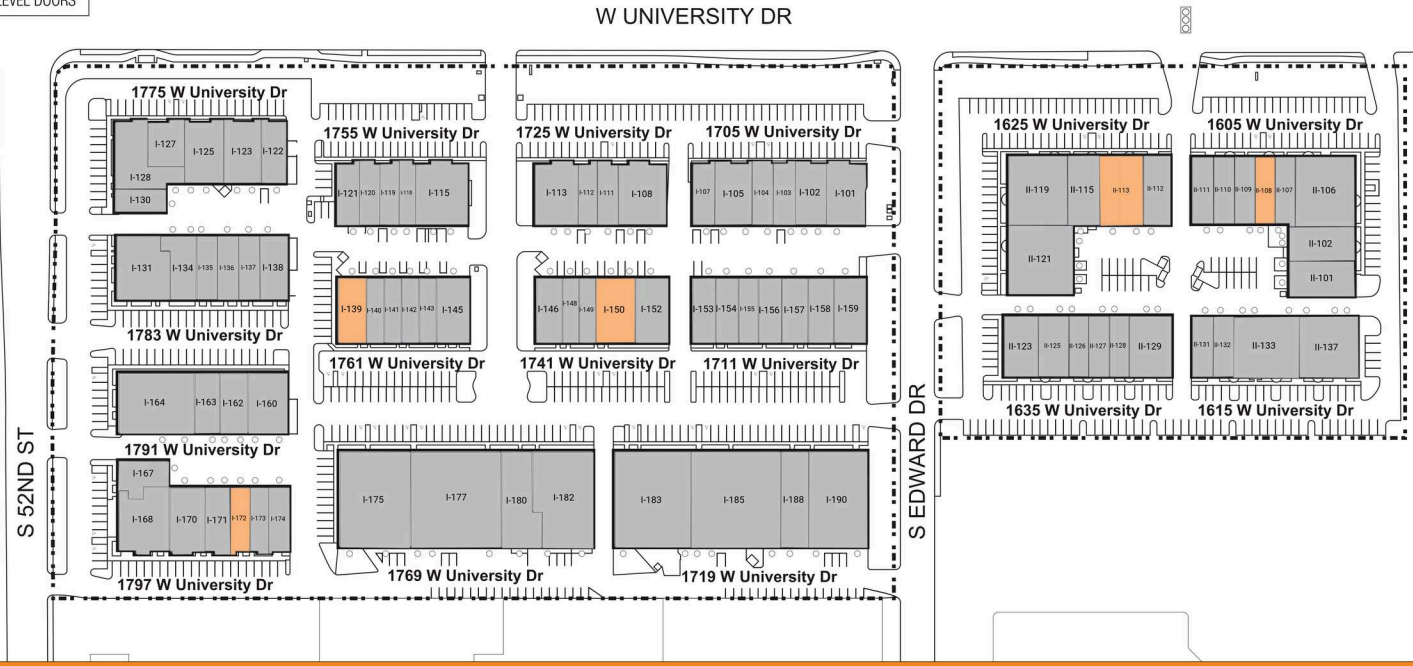 LEVEL DOORS
W UNIVERSITY DR
1775 W University Dr
I-127
I-125
I-123
I-122
I-128
I-130
1755 W University Dr
I-121
I-120
I-119
I-118
I-115
1725 W University Dr
I-113
I-112
I-111
I-108
1705 W University Dr
I-107
I-105
I-104
I-103
I-102
I-101
1625 W University Dr
II-119
II-115
II-113
II-112
II-121
1605 W University Dr
II-111
II-110
II-109
II-108
II-107
II-106
II-102
II-101
I-131
I-134
I-135
I-136
I-137
I-138
1783 W University Dr
I-139
I-140
I-141
I-142
I-143
I-145
1761 W University Dr
I-146
I-148
I-149
I-150
I-152
1741 W University Dr
I-153
I-154
I-155
I-156
I-157
I-158
I-159
1711 W University Dr
II-123
II-125
II-126
II-127
II-128
II-129
1635 W University Dr
II-131
II-132
II-133
II-137
1615 W University Dr
I-164
I-163
I-162
I-160
1791 W University Dr
I-167
I-168
I-170
I-171
I-172
I-173
I-174
1797 W University Dr
I-175
I-177
I-180
I-182
1769 W University Dr
I-183
I-185
I-188
I-190
1719 W University Dr
S 52ND ST
S EDWARD DR